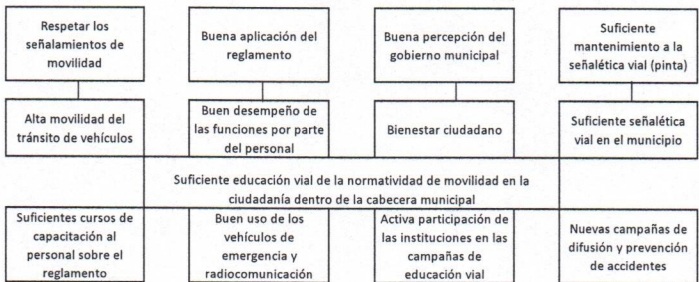 Respetar los
señalamientos de
movilidad
Buena aplicación del
reglamento
Buena percepción del
gobierno municipal
Suficiente
mantenimiento a la
señalética vial (pinta)
Alta movilidad del
tránsito de vehículos
Buen desempeño de
las funciones por parte
del personal
Bienestar ciudadano
Suficiente señalética
vial en el municipio
Suficiente educación vial de la normatividad de movilidad en la
ciudadanía dentro de la cabecera municipal
Suficientes cursos de
capacitación al
personal sobre el
reglamento
Buen uso de los
vehículos de
emergencia y
radiocomunicación
Activa participación de
las instituciones en las
campañas de
educación vial
Nuevas campañas de
difusión y prevención
de accidentes